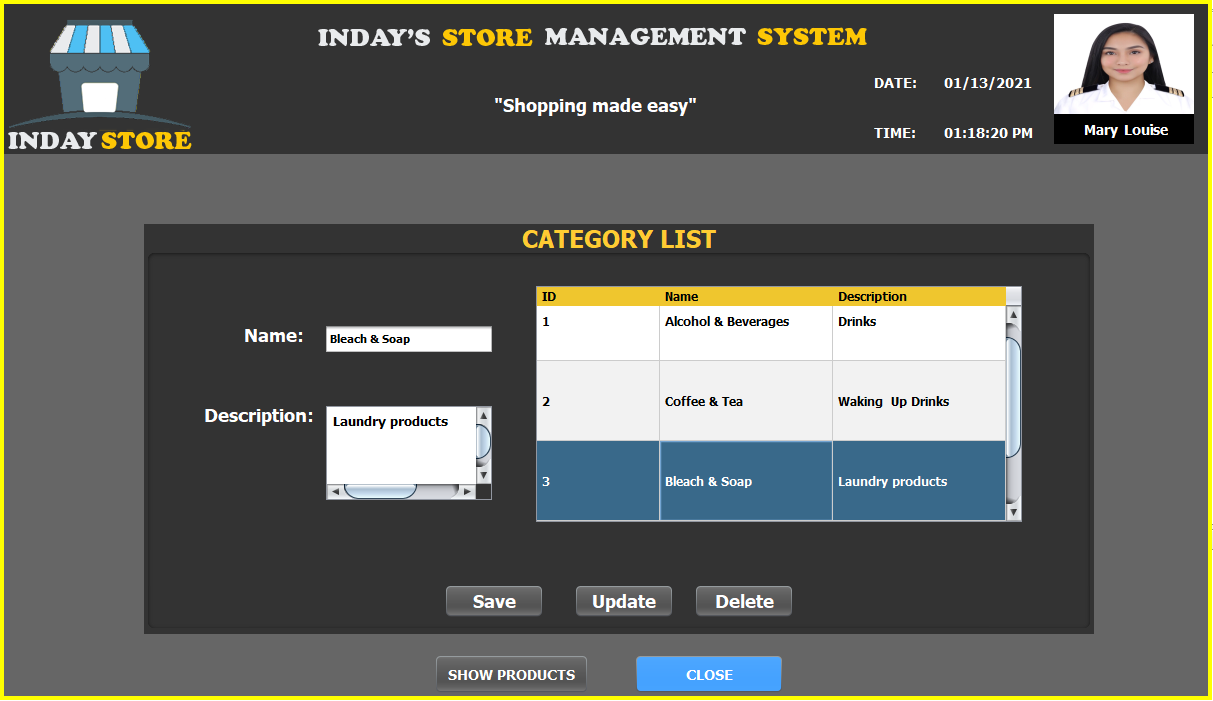 INDAY'S STORE MANAGEMENT SYSTEM
"Shopping made easy"
DATE: 01/13/2021
TIME: 01:18:20 PM
Mary Louise
INDAY STORE
CATEGORY LIST
Name: Bleach & Soap
Description: Laundry products
ID Name Description
1 Alcohol & Beverages Drinks
2 Coffee & Tea Waking  Up Drinks
3 Bleach & Soap Laundry products
Save Update Delete
SHOW PRODUCTS CLOSE